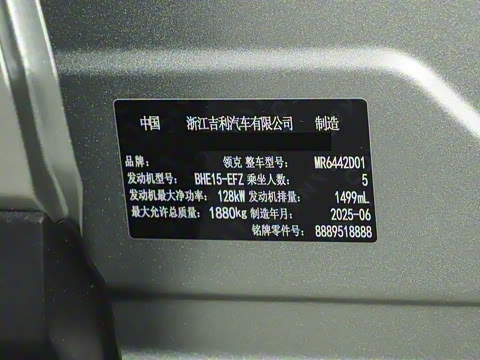 中国 浙江吉利汽车有限公司 制造
品牌: 领克 整车型号: MR6442D01
发动机型号: BHE15-EFZ 乘坐人数: 5
发动机最大净功率: 128kW 发动机排量: 1499mL
最大允许总质量: 1880kg 制造年月: 2025-06
铭牌零件号: 8889518888